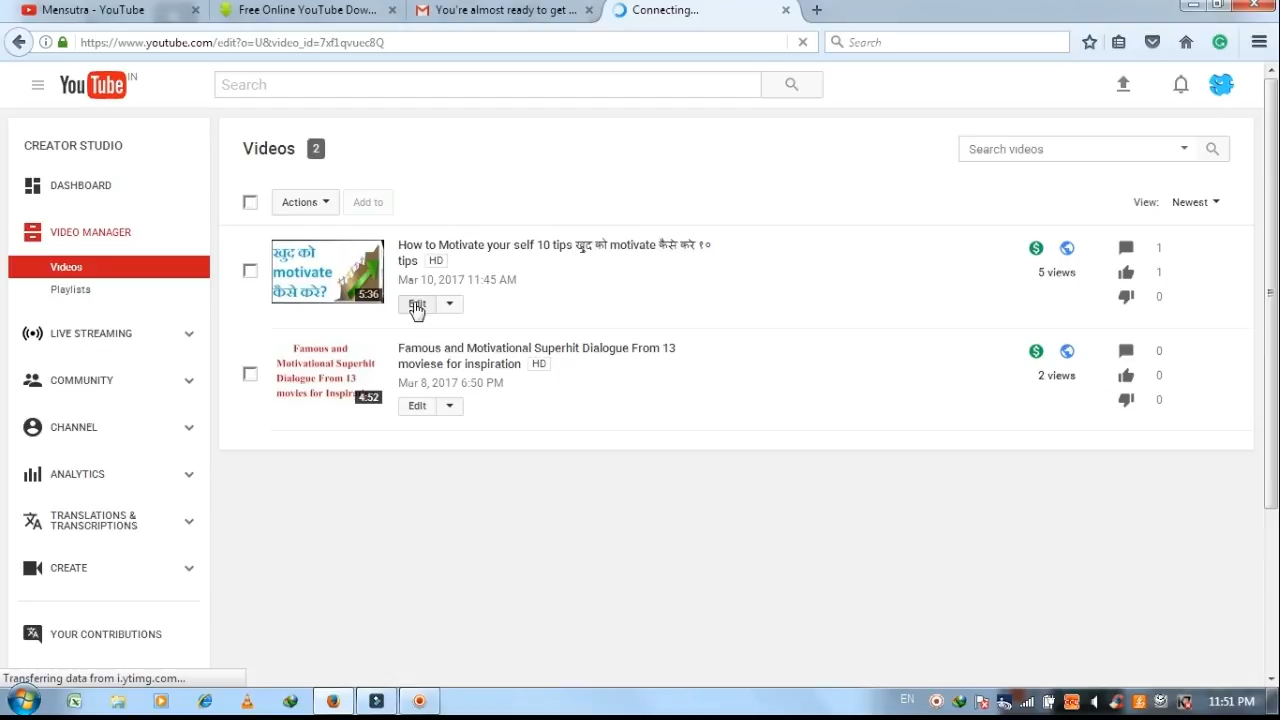 Mensutra - YouTube
Free Online YouTube Dow...
You're almost ready to get ...
Connecting...
https://www.youtube.com/edit?o=U&video_id=7xf1qvuec8Q
Search
YouTube IN
Search
CREATOR STUDIO
DASHBOARD
VIDEO MANAGER
Videos
Playlists
LIVE STREAMING
COMMUNITY
CHANNEL
ANALYTICS
TRANSLATIONS &
TRANSCRIPTIONS
CREATE
YOUR CONTRIBUTIONS
Videos 2
Search videos
Actions
Add to
View: Newest
खुद को
motivate
कैसे करे?
5:36
How to Motivate your self 10 tips खुद को motivate कैसे करे १०
tips HD
Mar 10, 2017 11:45 AM
Edit
5 views
1
1
0
Famous and
Motivational Superhit
Dialogue From 13
movies for Inspir
4:52
Famous and Motivational Superhit Dialogue From 13
moviese for inspiration HD
Mar 8, 2017 6:50 PM
Edit
2 views
0
0
0
Transferring data from i.ytimg.com...
EN
11:51 PM